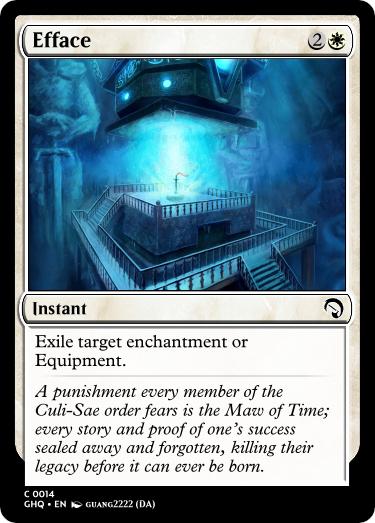 Efface 2
Instant
Exile target enchantment or
Equipment.
A punishment every member of the
Culi-Sae order fears is the Maw of Time;
every story and proof of one's success
sealed away and forgotten, killing their
legacy before it can ever be born.
C 0014
GHQ • EN GUANG2222 (DA)